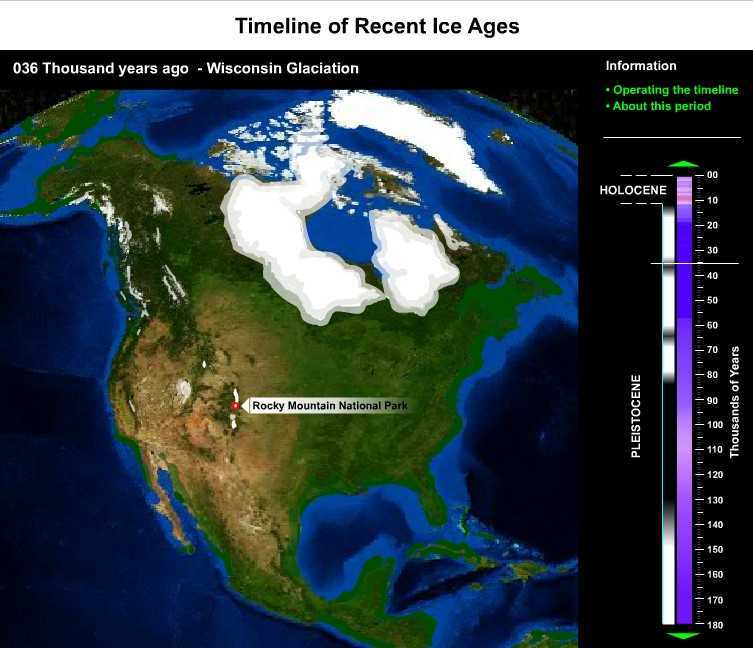 Timeline of Recent Ice Ages
036 Thousand years ago - Wisconsin Glaciation
Information
• Operating the timeline
• About this period
HOLOCENE
PLEISTOCENE
00
10
20
30
40
50
60
70
80
90
100
110
120
130
140
150
160
170
180
Thousands of Years
Rocky Mountain National Park